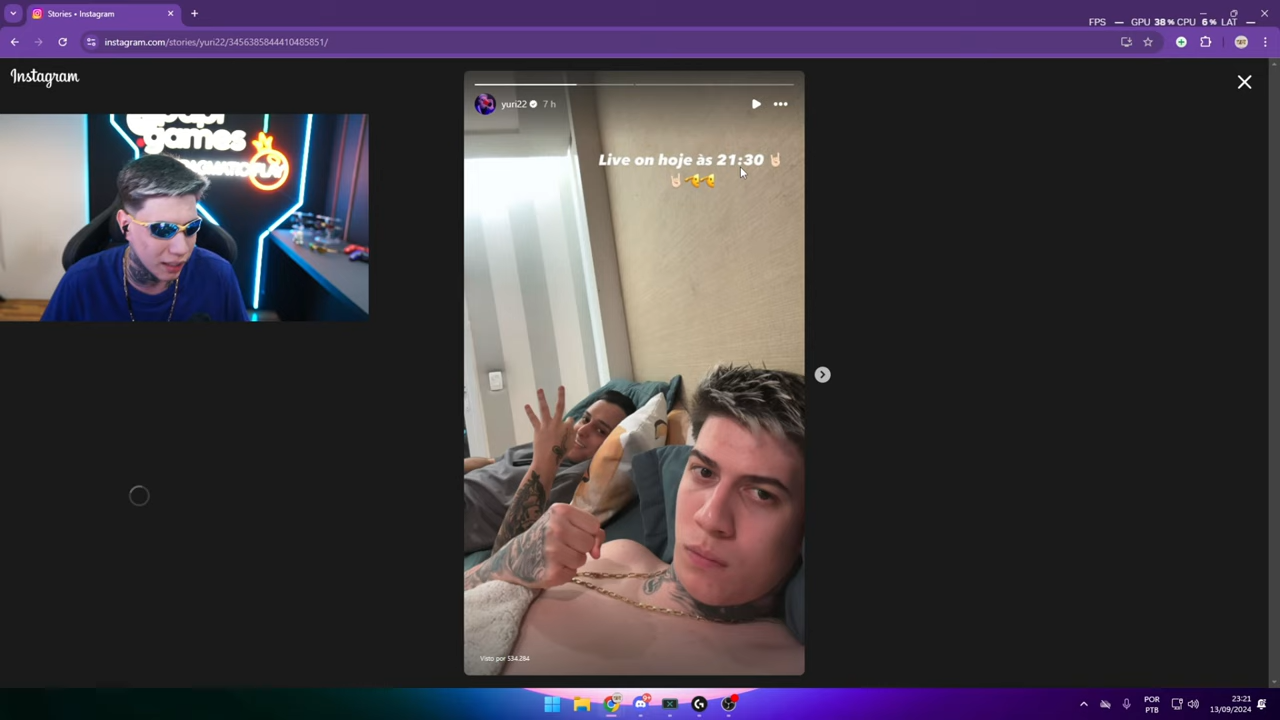 Stories • Instagram
FPS — GPU 38 % CPU 6 % LAT —
instagram.com/stories/yuri22/3456385844410485851/
Instagram
yuri22 7 h
games
Live on hoje às 21:30 🤘🏻
🤘🏻🫵🫵
Visto por 534.284
POR
PTB
23:21
13/09/2024